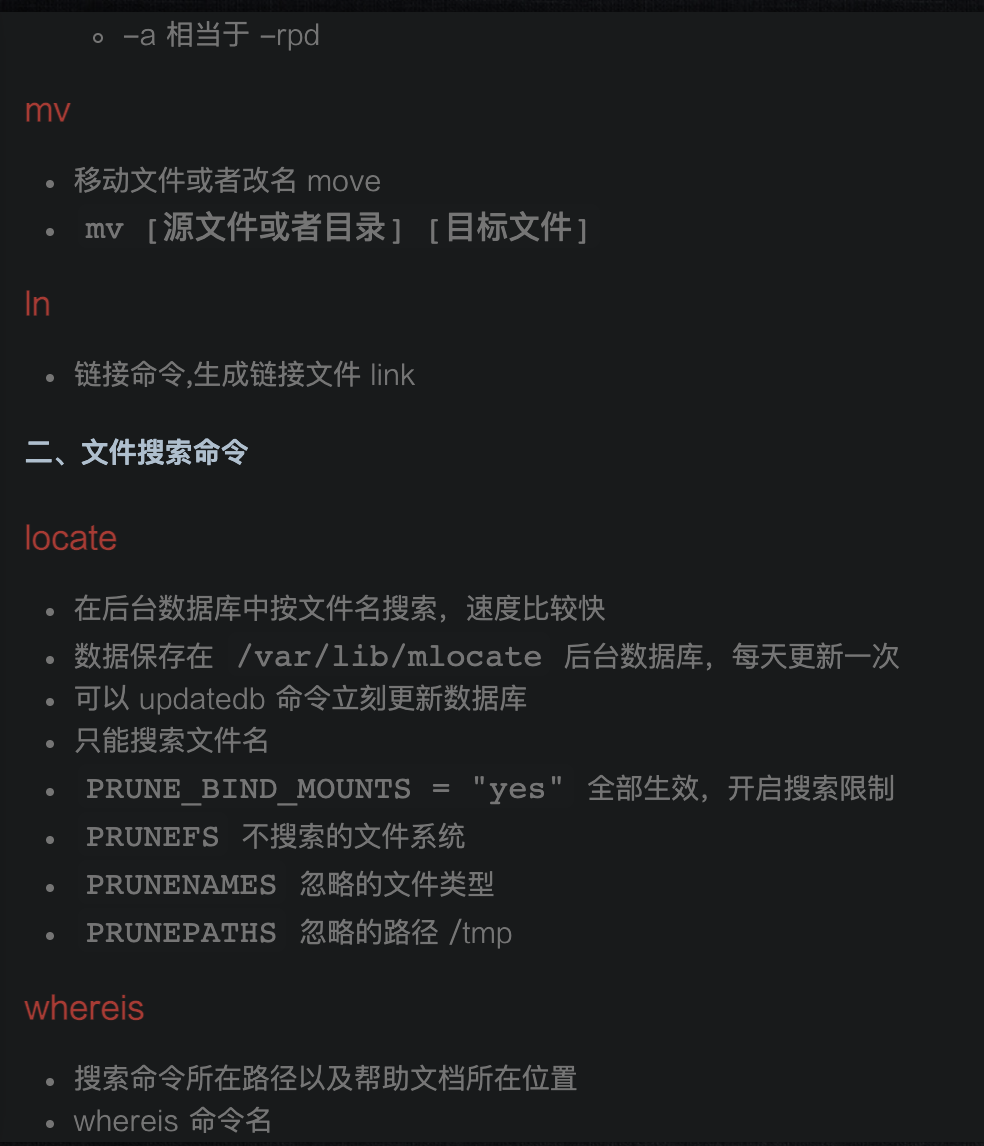 –a 相当于 –rpd
mv
移动文件或者改名 move
mv [源文件或者目录] [目标文件]
ln
链接命令,生成链接文件 link
二、文件搜索命令
locate
在后台数据库中按文件名搜索，速度比较快
数据保存在 /var/lib/mlocate 后台数据库，每天更新一次
可以 updatedb 命令立刻更新数据库
只能搜索文件名
PRUNE_BIND_MOUNTS = "yes" 全部生效，开启搜索限制
PRUNEFS 不搜索的文件系统
PRUNENAMES 忽略的文件类型
PRUNEPATHS 忽略的路径 /tmp
whereis
搜索命令所在路径以及帮助文档所在位置
whereis 命令名